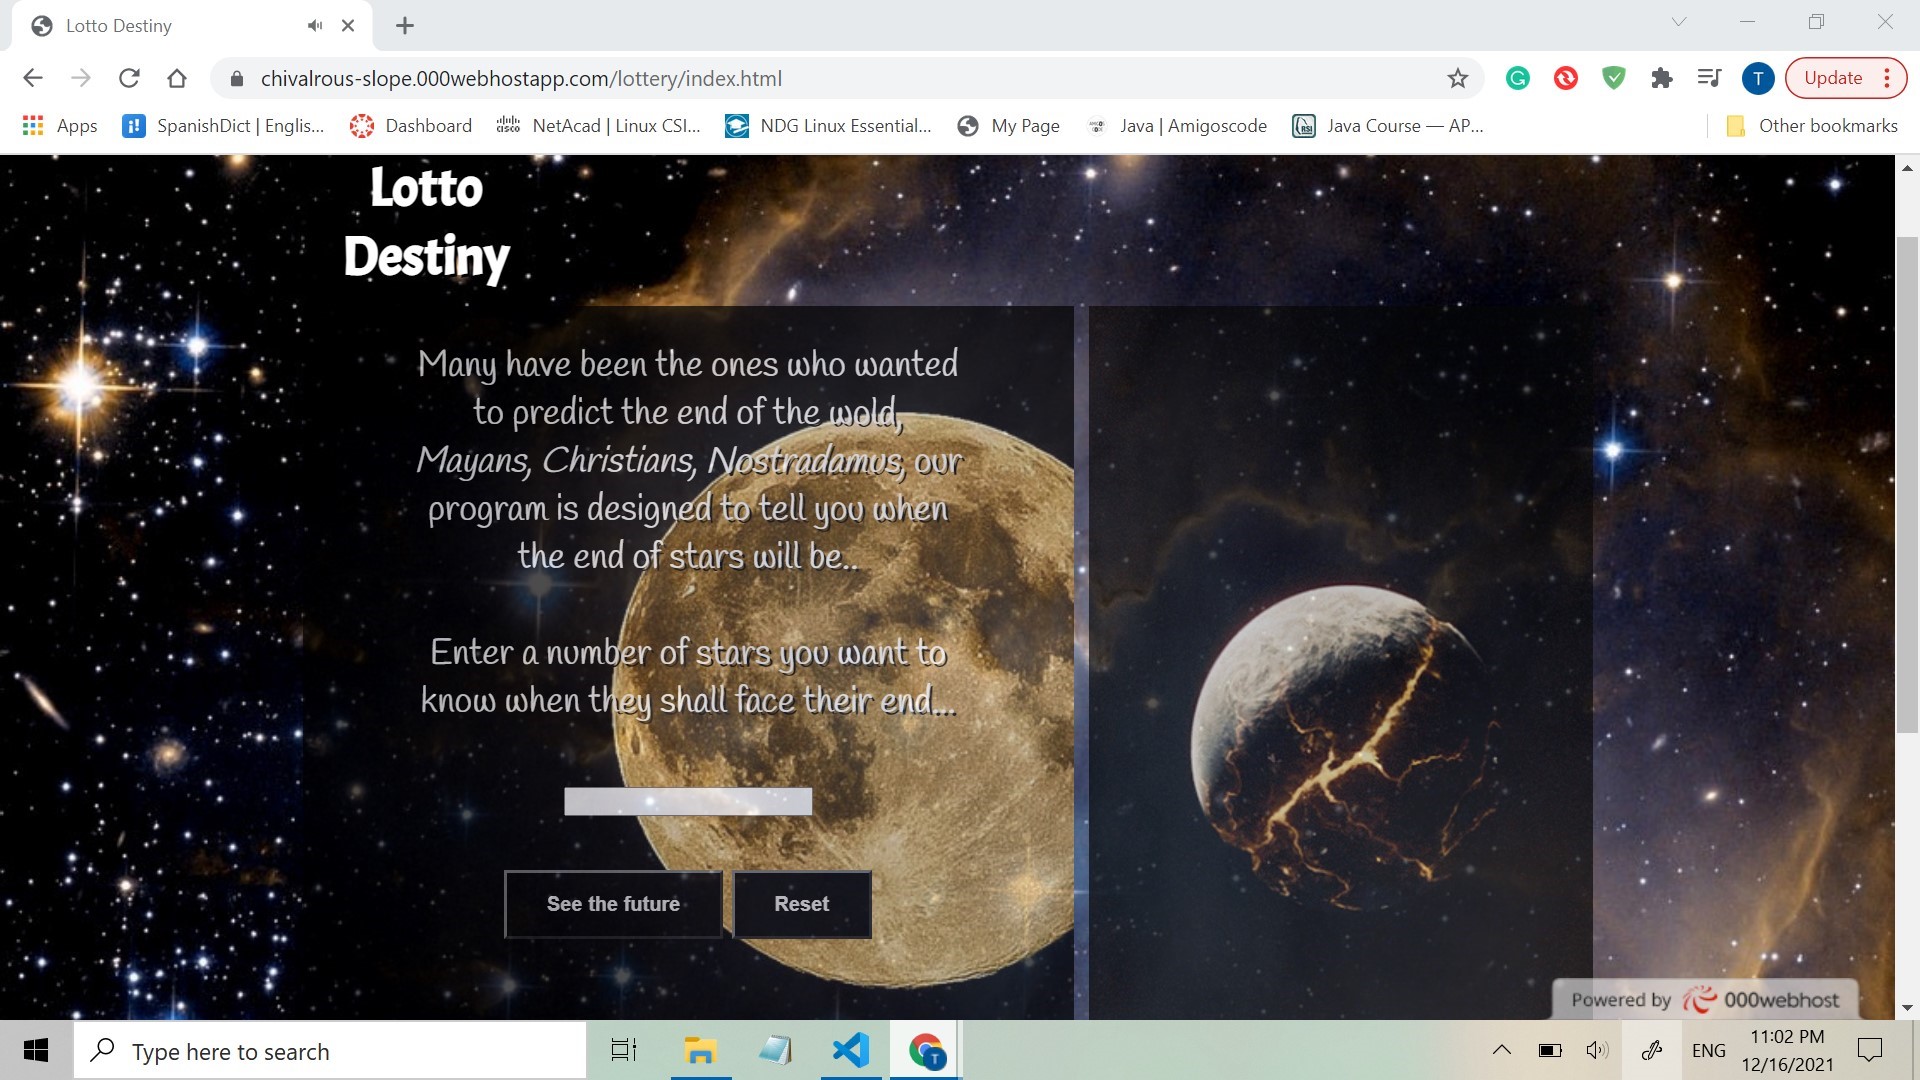 Lotto Destiny
chivalrous-slope.000webhostapp.com/lottery/index.html
T
Update
Apps
SpanishDict | Englis...
Dashboard
NetAcad | Linux CSI...
NDG Linux Essential...
My Page
Java | Amigoscode
Java Course — AP...
Other bookmarks
Lotto
Destiny
Many have been the ones who wanted
to predict the end of the wold,
Mayans, Christians, Nostradamus, our
program is designed to tell you when
the end of stars will be..
Enter a number of stars you want to
know when they shall face their end...
See the future
Reset
Powered by 000webhost
Type here to search
T
ENG
11:02 PM
12/16/2021